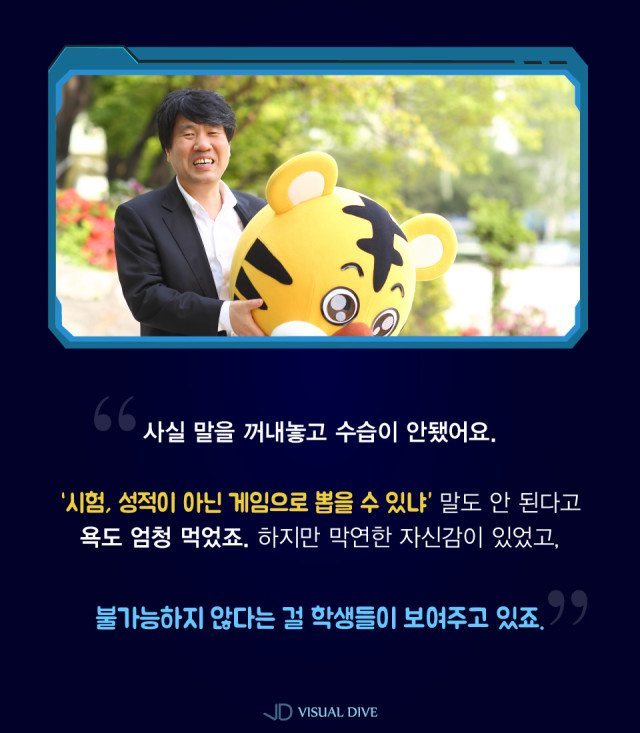 “사실 말을 꺼내놓고 수습이 안됐어요.
‘시험, 성적이 아닌 게임으로 뽑을 수 있냐’ 말도 안 된다고
욕도 엄청 먹었죠. 하지만 막연한 자신감이 있었고,
불가능하지 않다는 걸 학생들이 보여주고 있죠.”
VD VISUAL DIVE